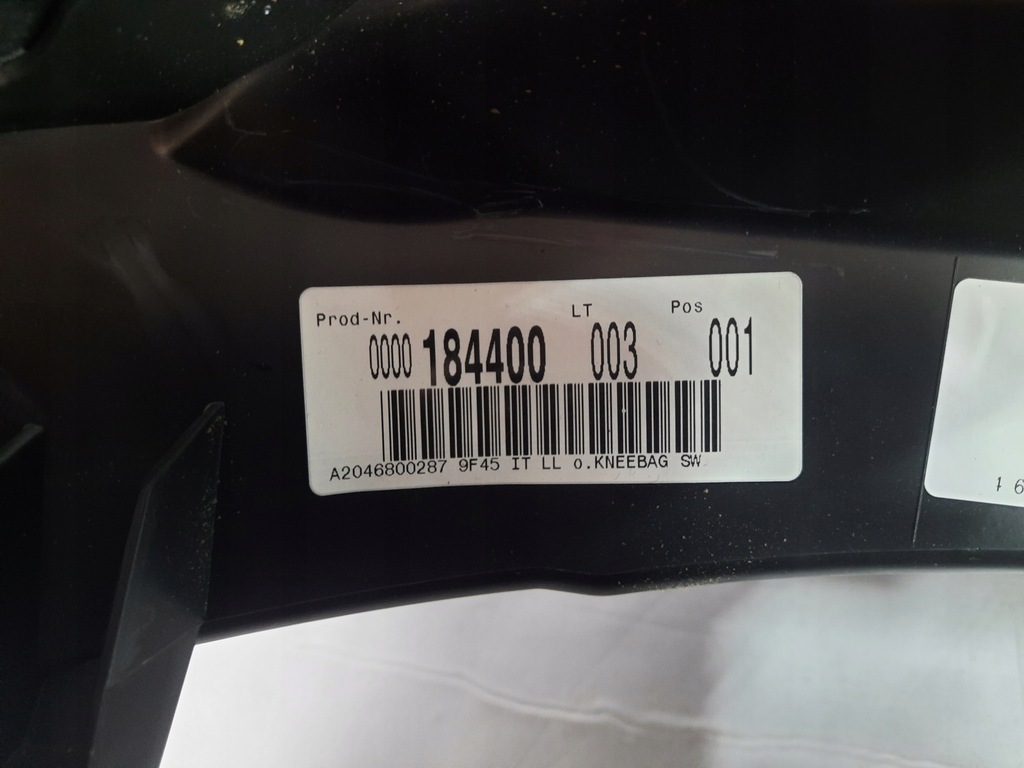 Prod-Nr. LT Pos
0000 184400 003 001
A2046800287 9F45 IT LL o.KNEEBAG SW